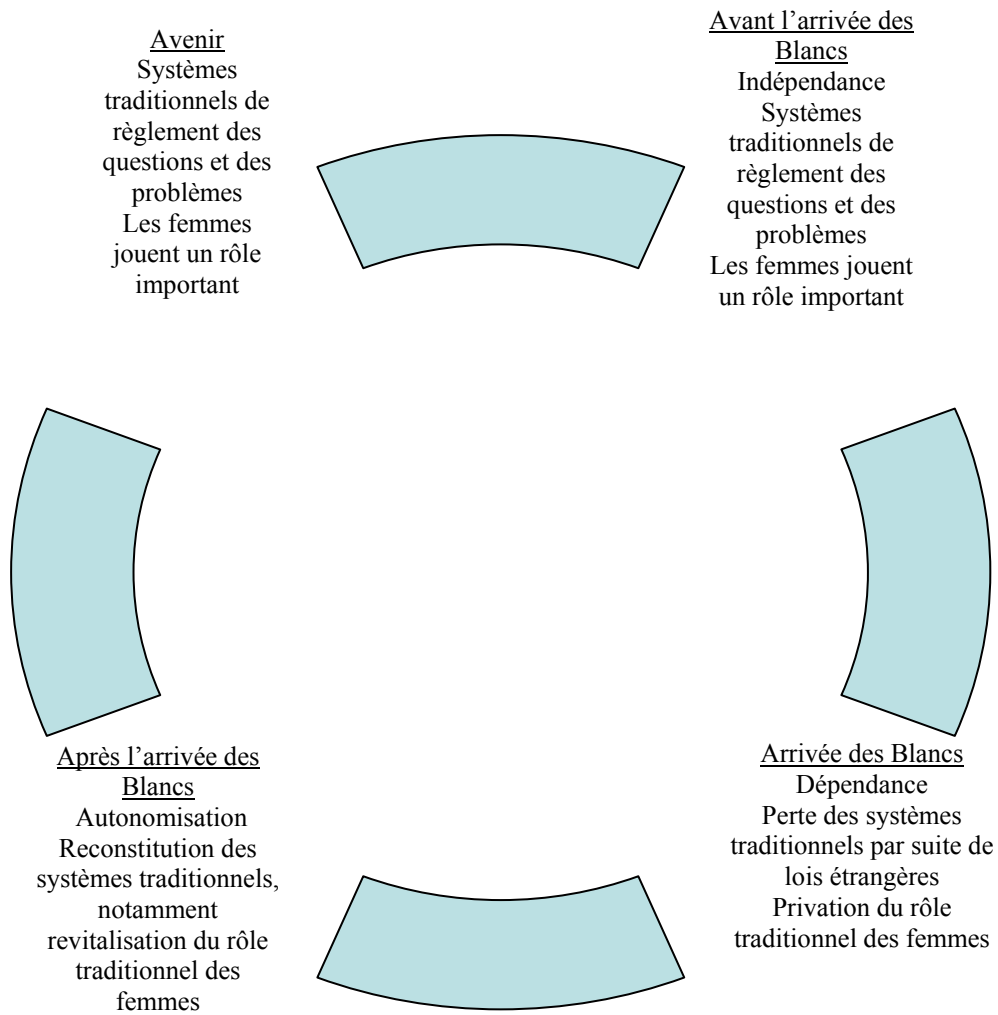 Avenir
Systèmes
traditionnels de
règlement des
questions et des
problèmes
Les femmes
jouent un rôle
important
Avant l’arrivée des
Blancs
Indépendance
Systèmes
traditionnels de
règlement des
questions et des
problèmes
Les femmes jouent
un rôle important
Après l’arrivée des
Blancs
Autonomisation
Reconstitution des
systèmes traditionnels,
notamment
revitalisation du rôle
traditionnel des
femmes
Arrivée des Blancs
Dépendance
Perte des systèmes
traditionnels par suite de
lois étrangères
Privation du rôle
traditionnel des femmes